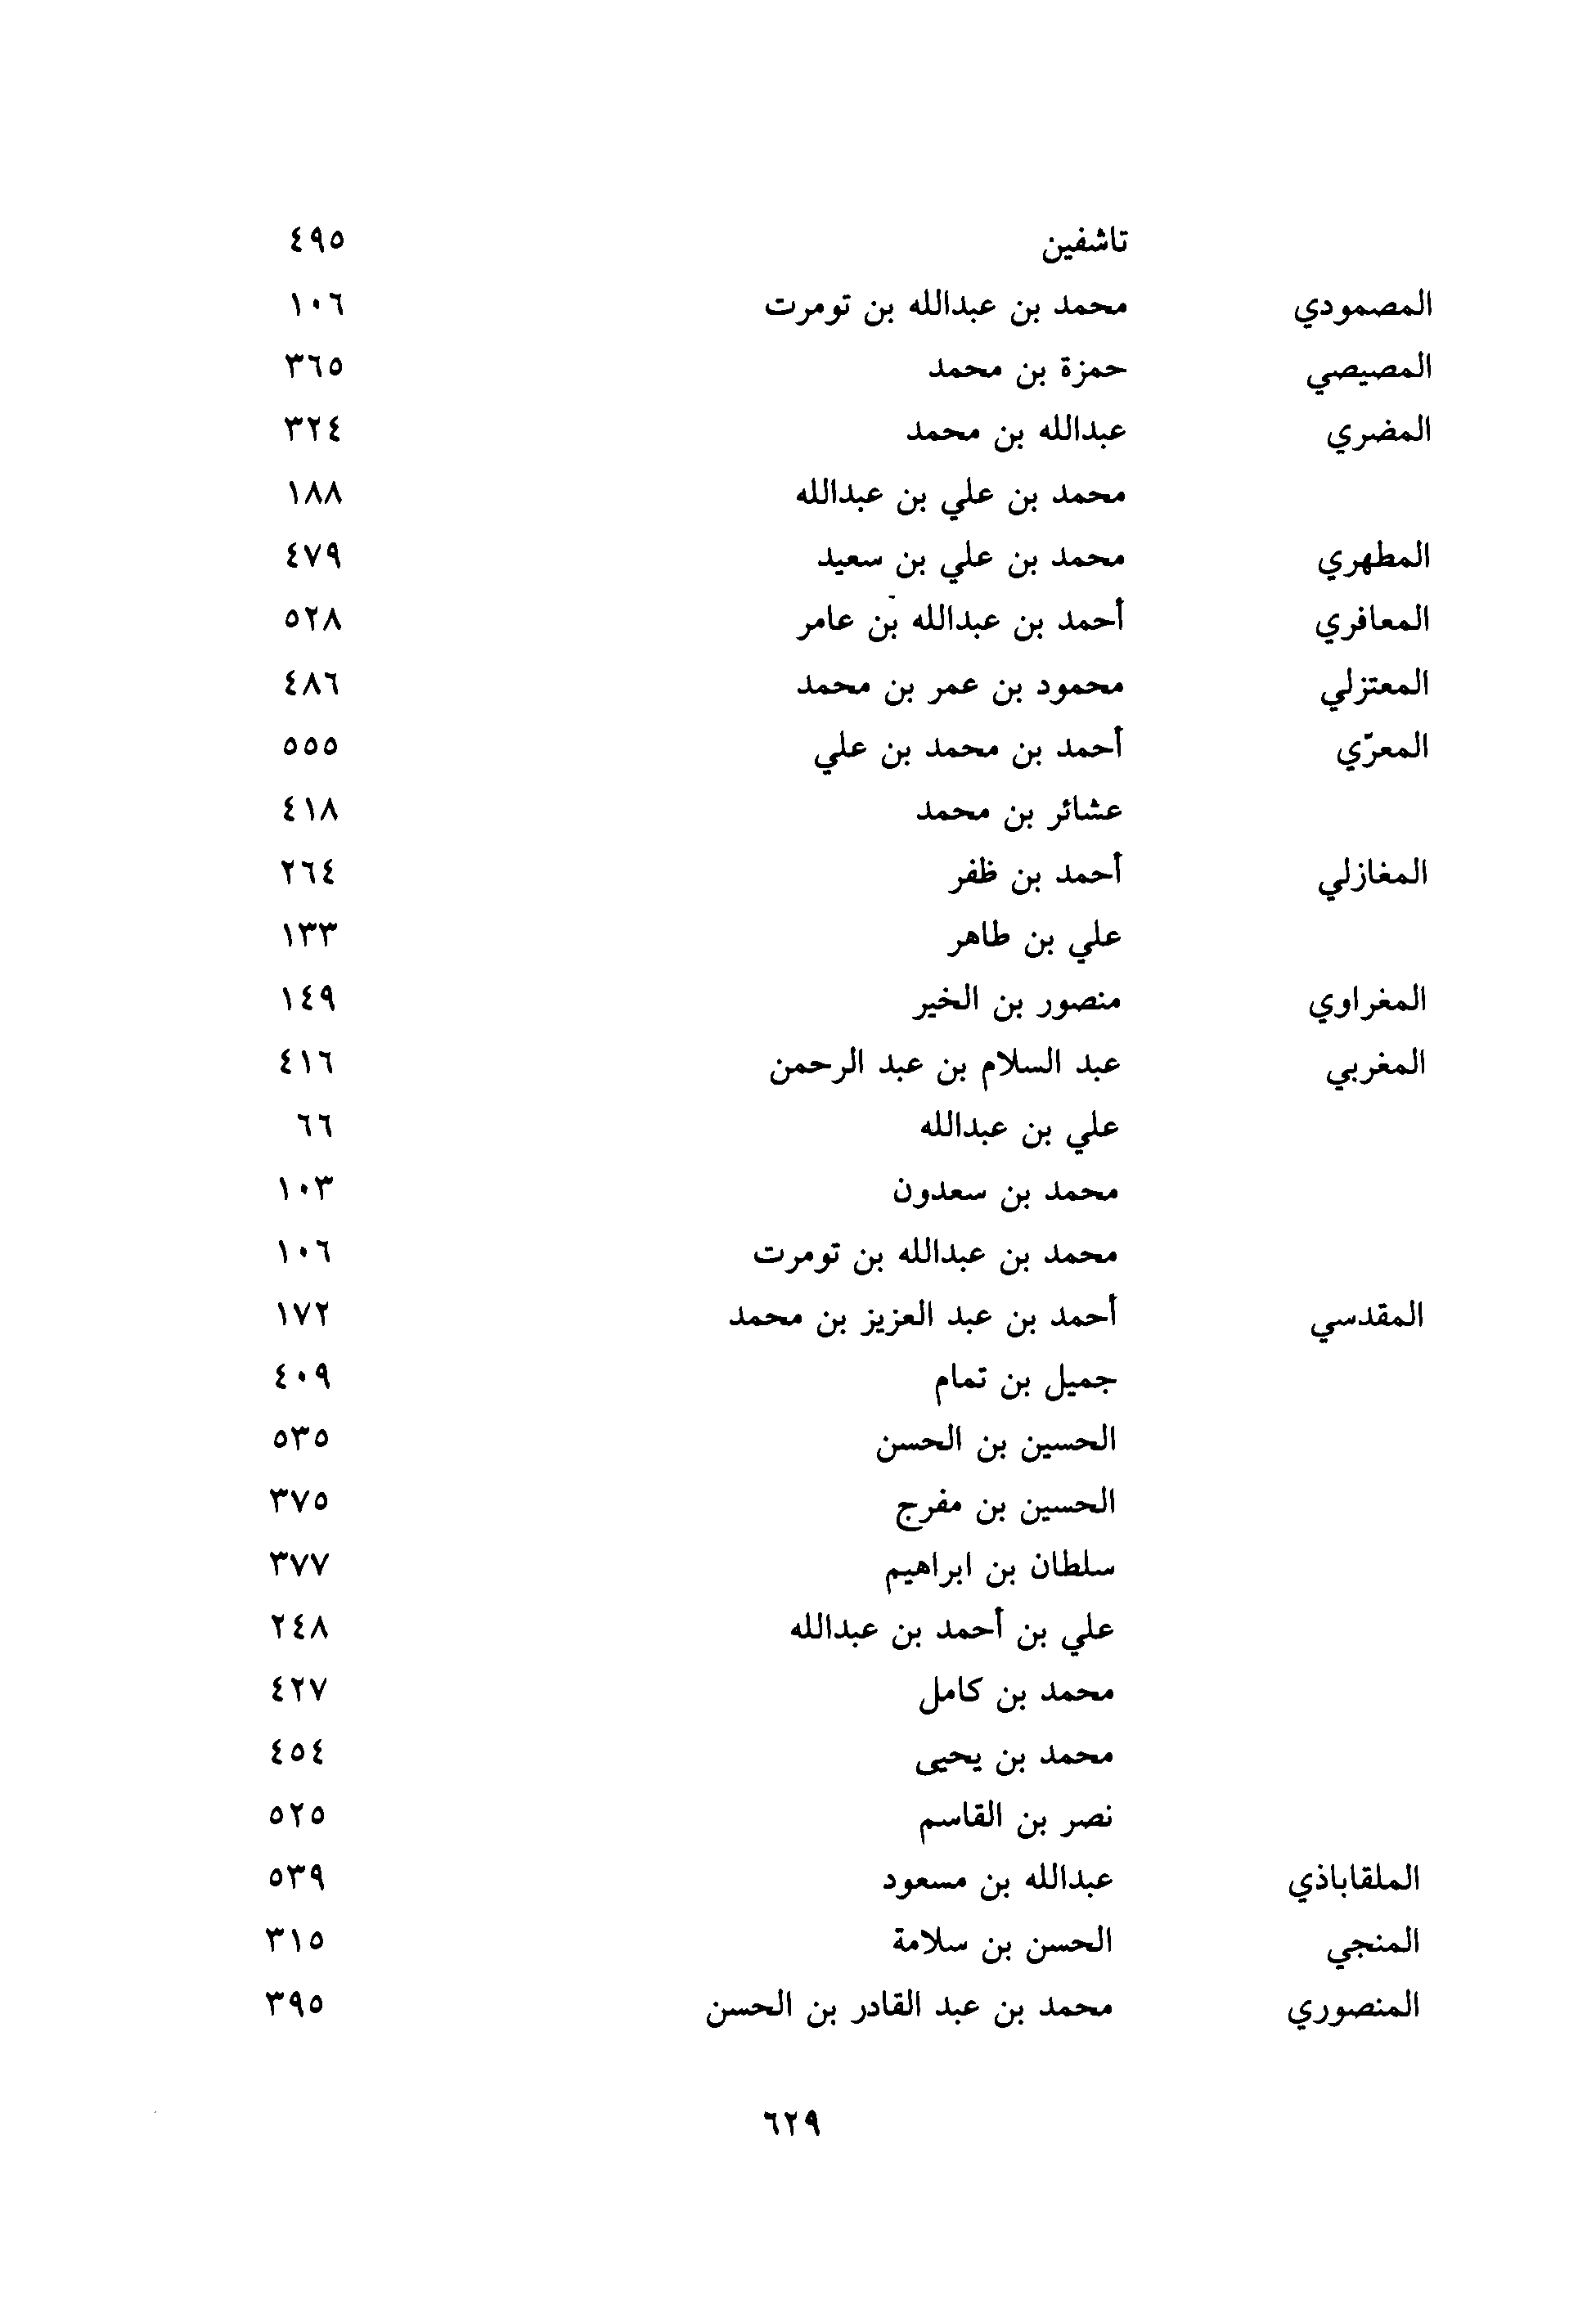 تاشفين ٤٩٥
المصمودي محمد بن عبدالله بن تومرت ١٠٦
المصيصي حمزة بن محمد ٣٦٥
المضري عبدالله بن محمد ٣٢٤
محمد بن علي بن عبدالله ١٨٨
المطهري محمد بن علي بن سعيد ٤٧٩
المعافري أحمد بن عبدالله بن عامر ٥٢٨
المعتزلي محمود بن عمر بن محمد ٤٨٦
المعرّي أحمد بن محمد بن علي ٥٥٥
عشائر بن محمد ٤١٨
المغازلي أحمد بن ظفر ٢٦٤
علي بن طاهر ١٣٣
المغراوي منصور بن الخير ١٤٩
المغربي عبد السلام بن عبد الرحمن ٤١٦
علي بن عبدالله ٦٦
محمد بن سعدون ١٠٣
محمد بن عبدالله بن تومرت ١٠٦
المقدسي أحمد بن عبد العزيز بن محمد ١٧٢
جميل بن تمام ٤٠٩
الحسين بن الحسن ٥٣٥
الحسين بن مفرج ٣٧٥
سلطان بن ابراهيم ٣٧٧
علي بن أحمد بن عبدالله ٢٤٨
محمد بن كامل ٤٢٧
محمد بن يحيى ٤٥٤
نصر بن القاسم ٥٢٥
الملقاباذي عبدالله بن مسعود ٥٣٩
المنجي الحسن بن سلامة ٣١٥
المنصوري محمد بن عبد القادر بن الحسن ٣٩٥
٦٢٩